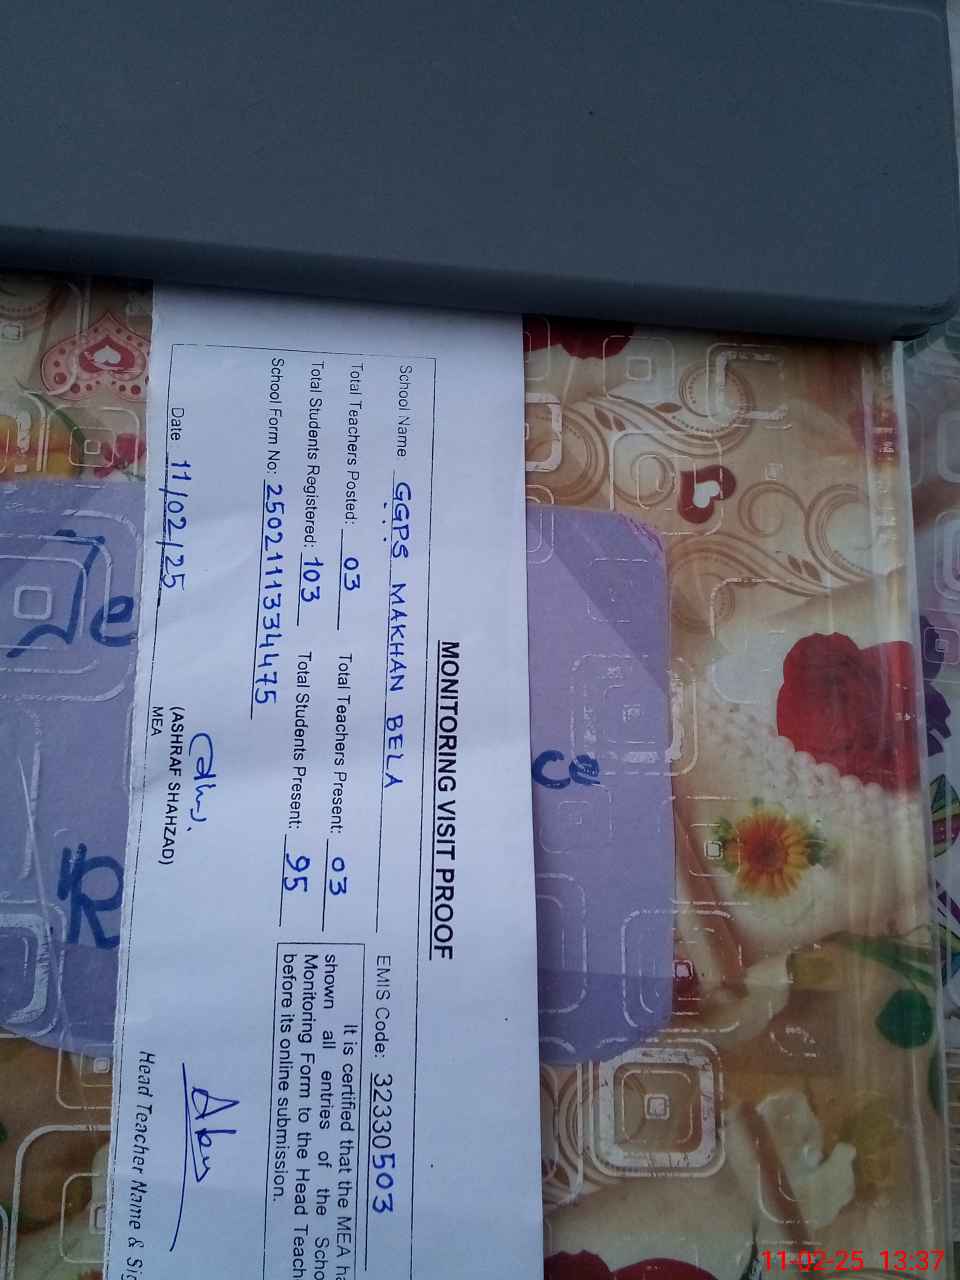 MONITORING VISIT PROOF
School Name: GGPS MAKHAN BELA EMIS Code: 32330503
Total Teachers Posted: 03 Total Teachers Present: 03
Total Students Registered: 103 Total Students Present: 95
School Form No: 2502111334475
It is certified that the MEA ha
shown all entries of the Scho
Monitoring Form to the Head Teach
before its online submission.
Date 11/02/25
(ASHRAF SHAHZAD)
MEA
Head Teacher Name & Sig
11-02-25 13:37